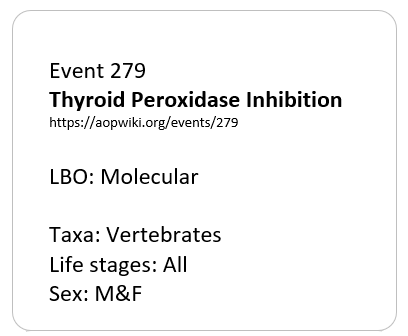 Event 279
Thyroid Peroxidase Inhibition
https://aopwiki.org/events/279
LBO: Molecular
Taxa: Vertebrates
Life stages: All
Sex: M&F